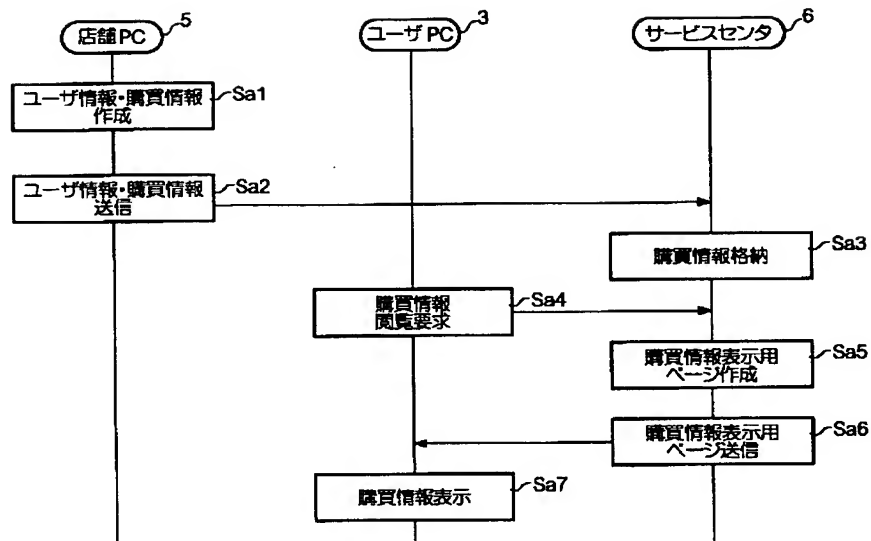 店舗PC
5
ユーザPC
3
サービスセンタ
6
ユーザ情報・購買情報
作成
Sa1
ユーザ情報・購買情報
送信
Sa2
購買情報格納
Sa3
購買情報
閲覧要求
Sa4
購買情報表示用
ページ作成
Sa5
購買情報表示用
ページ送信
Sa6
購買情報表示
Sa7